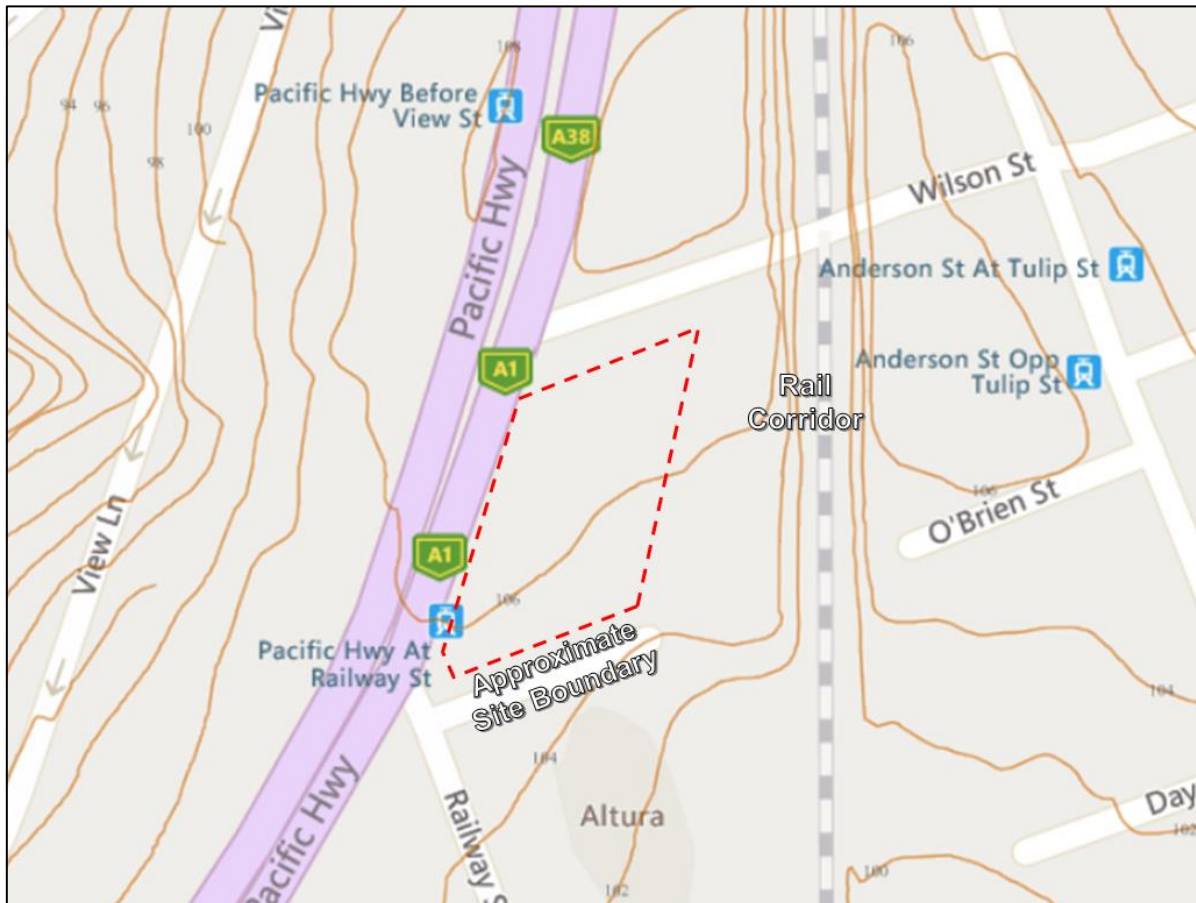 Vi
108
106
Pacific Hwy Before
View St
94
96
100
98
A38
Pacific Hwy
Wilson St
Anderson St At Tulip St
A1
Anderson St Opp
Tulip St
Rail
Corridor
106
O'Brien St
View Ln
A1
106
Pacific Hwy At
Railway St
Approximate
Site Boundary
104
104
Pacific Hwy
Railway S
Altura
Day
102
100
102